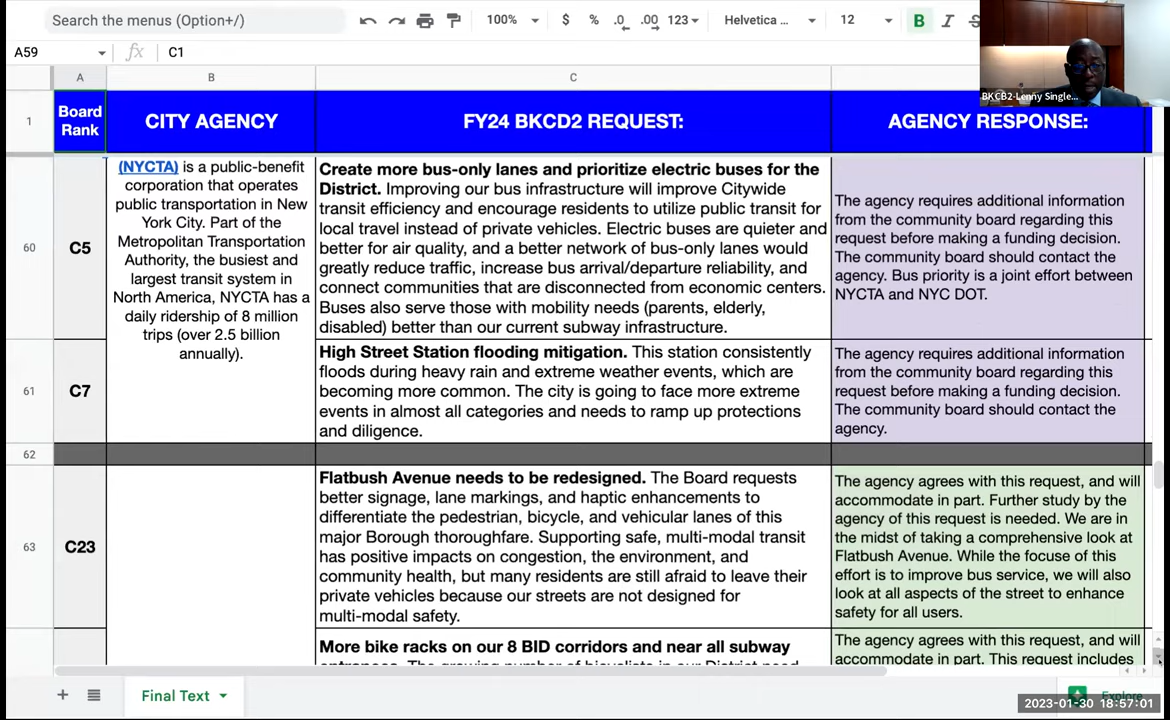 Search the menus (Option+/)
100%
$ % .0 .00 123
Helvetica ...
12
B I S
A59
fx C1
A B C
BKCB2-Lenny Single...
1
Board Rank
CITY AGENCY
FY24 BKCD2 REQUEST:
AGENCY RESPONSE:
60
C5
(NYCTA) is a public-benefit
corporation that operates
public transportation in New
York City. Part of the
Metropolitan Transportation
Authority, the busiest and
largest transit system in
North America, NYCTA has a
daily ridership of 8 million
trips (over 2.5 billion
annually).
Create more bus-only lanes and prioritize electric buses for the
District. Improving our bus infrastructure will improve Citywide
transit efficiency and encourage residents to utilize public transit for
local travel instead of private vehicles. Electric buses are quieter and
better for air quality, and a better network of bus-only lanes would
greatly reduce traffic, increase bus arrival/departure reliability, and
connect communities that are disconnected from economic centers.
Buses also serve those with mobility needs (parents, elderly,
disabled) better than our current subway infrastructure.
The agency requires additional information
from the community board regarding this
request before making a funding decision.
The community board should contact the
agency. Bus priority is a joint effort between
NYCTA and NYC DOT.
61
C7
High Street Station flooding mitigation. This station consistently
floods during heavy rain and extreme weather events, which are
becoming more common. The city is going to face more extreme
events in almost all categories and needs to ramp up protections
and diligence.
The agency requires additional information
from the community board regarding this
request before making a funding decision.
The community board should contact the
agency.
62
63
C23
Flatbush Avenue needs to be redesigned. The Board requests
better signage, lane markings, and haptic enhancements to
differentiate the pedestrian, bicycle, and vehicular lanes of this
major Borough thoroughfare. Supporting safe, multi-modal transit
has positive impacts on congestion, the environment, and
community health, but many residents are still afraid to leave their
private vehicles because our streets are not designed for
multi-modal safety.
The agency agrees with this request, and will
accommodate in part. Further study by the
agency of this request is needed. We are in
the midst of taking a comprehensive look at
Flatbush Avenue. While the focuse of this
effort is to improve bus service, we will also
look at all aspects of the street to enhance
safety for all users.
More bike racks on our 8 BID corridors and near all subway
entrances. The growing number of bicyclists in our District need
The agency agrees with this request, and will
accommodate in part. This request includes
Final Text
Explore
2023-01-30 18:57:01